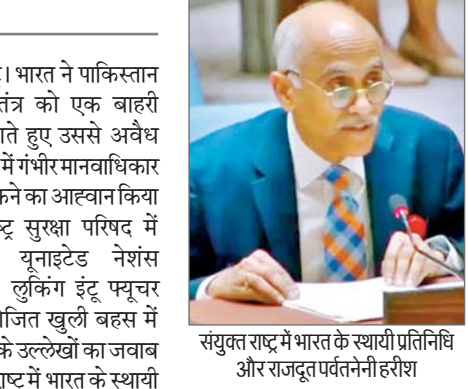 । भारत ने पाकिस्तान
तंत्र को एक बाहरी
हुए उससे अवैध
में गंभीर मानवाधिकार
का आह्वान किया
सुरक्षा परिषद में
यूनाइटेड नेशंस
लुकिंग इंटू फ्यूचर
खुली बहस में
के उल्लेखों का जवाब
में भारत के स्थायी
संयुक्त राष्ट्र में भारत के स्थायी प्रतिनिधि
और राजदूत पर्वतनेनी हरीश